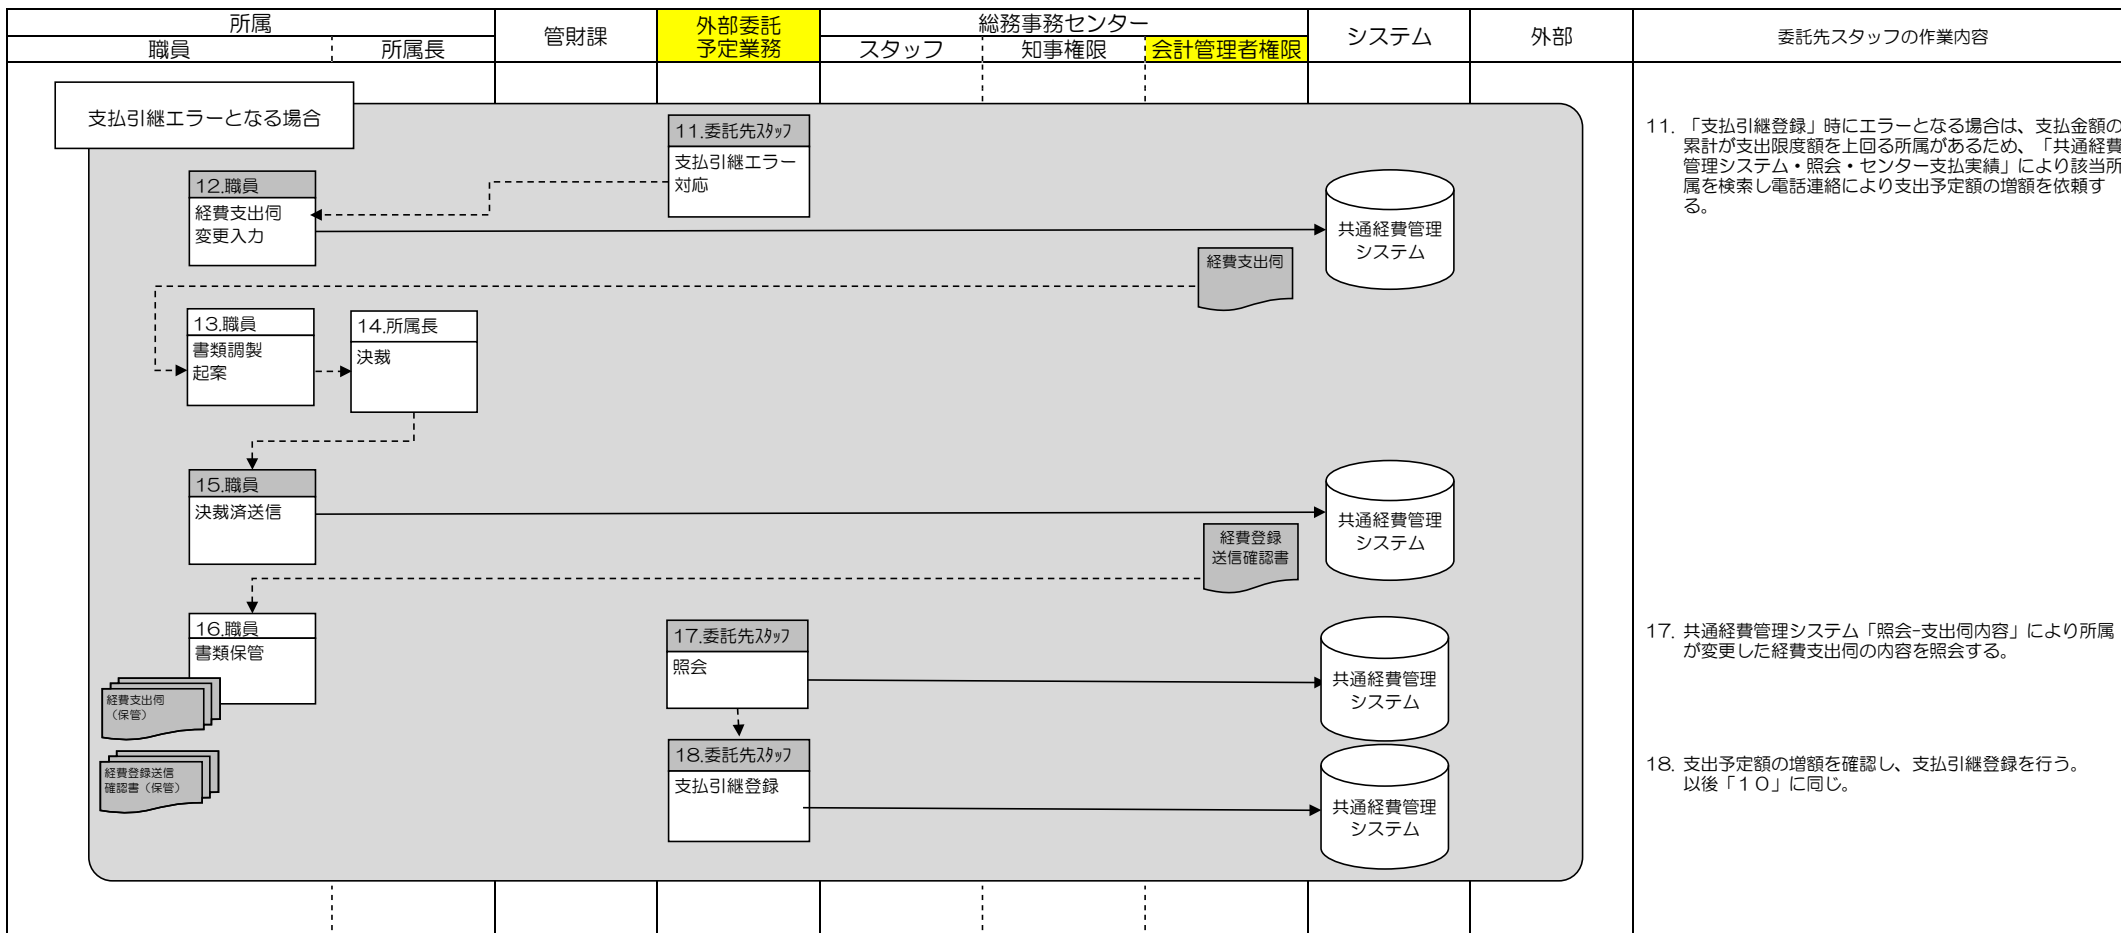 所属
職員
所属長
管財課
外部委託
予定業務
総務事務センター
スタッフ
知事権限
会計管理者権限
システム
外部
委託先スタッフの作業内容
支払引継エラーとなる場合
11.委託先ｽﾀｯﾌ
支払引継エラー
対応
12.職員
経費支出伺
変更入力
共通経費管理
システム
経費支出伺
13.職員
書類調製
起案
14.所属長
決裁
15.職員
決裁済送信
共通経費管理
システム
経費登録
送信確認書
16.職員
書類保管
経費支出伺
（保管）
経費登録送信
確認書（保管）
17.委託先ｽﾀｯﾌ
照会
共通経費管理
システム
18.委託先ｽﾀｯﾌ
支払引継登録
共通経費管理
システム
11. 「支払引継登録」時にエラーとなる場合は、支払金額の
累計が支出限度額を上回る所属があるため、「共通経費
管理システム・照会・センター支払実績」により該当所
属を検索し電話連絡により支出予定額の増額を依頼す
る。
17. 共通経費管理システム「照会-支出伺内容」により所属
が変更した経費支出伺の内容を照会する。
18. 支出予定額の増額を確認し、支払引継登録を行う。
以後「１０」に同じ。